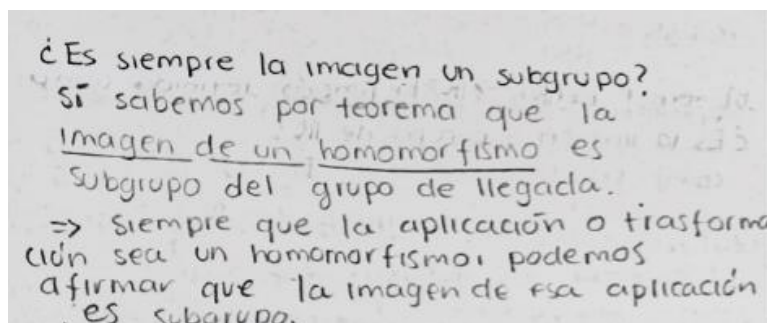 ¿Es siempre la imagen un subgrupo?
Sí sabemos por teorema que la
imagen de un homomorfismo es
subgrupo del grupo de llegada.
=> siempre que la aplicación o trasforma
ción sea un homomorfismo, podemos
afirmar que la imagen de esa aplicación
es subgrupo.